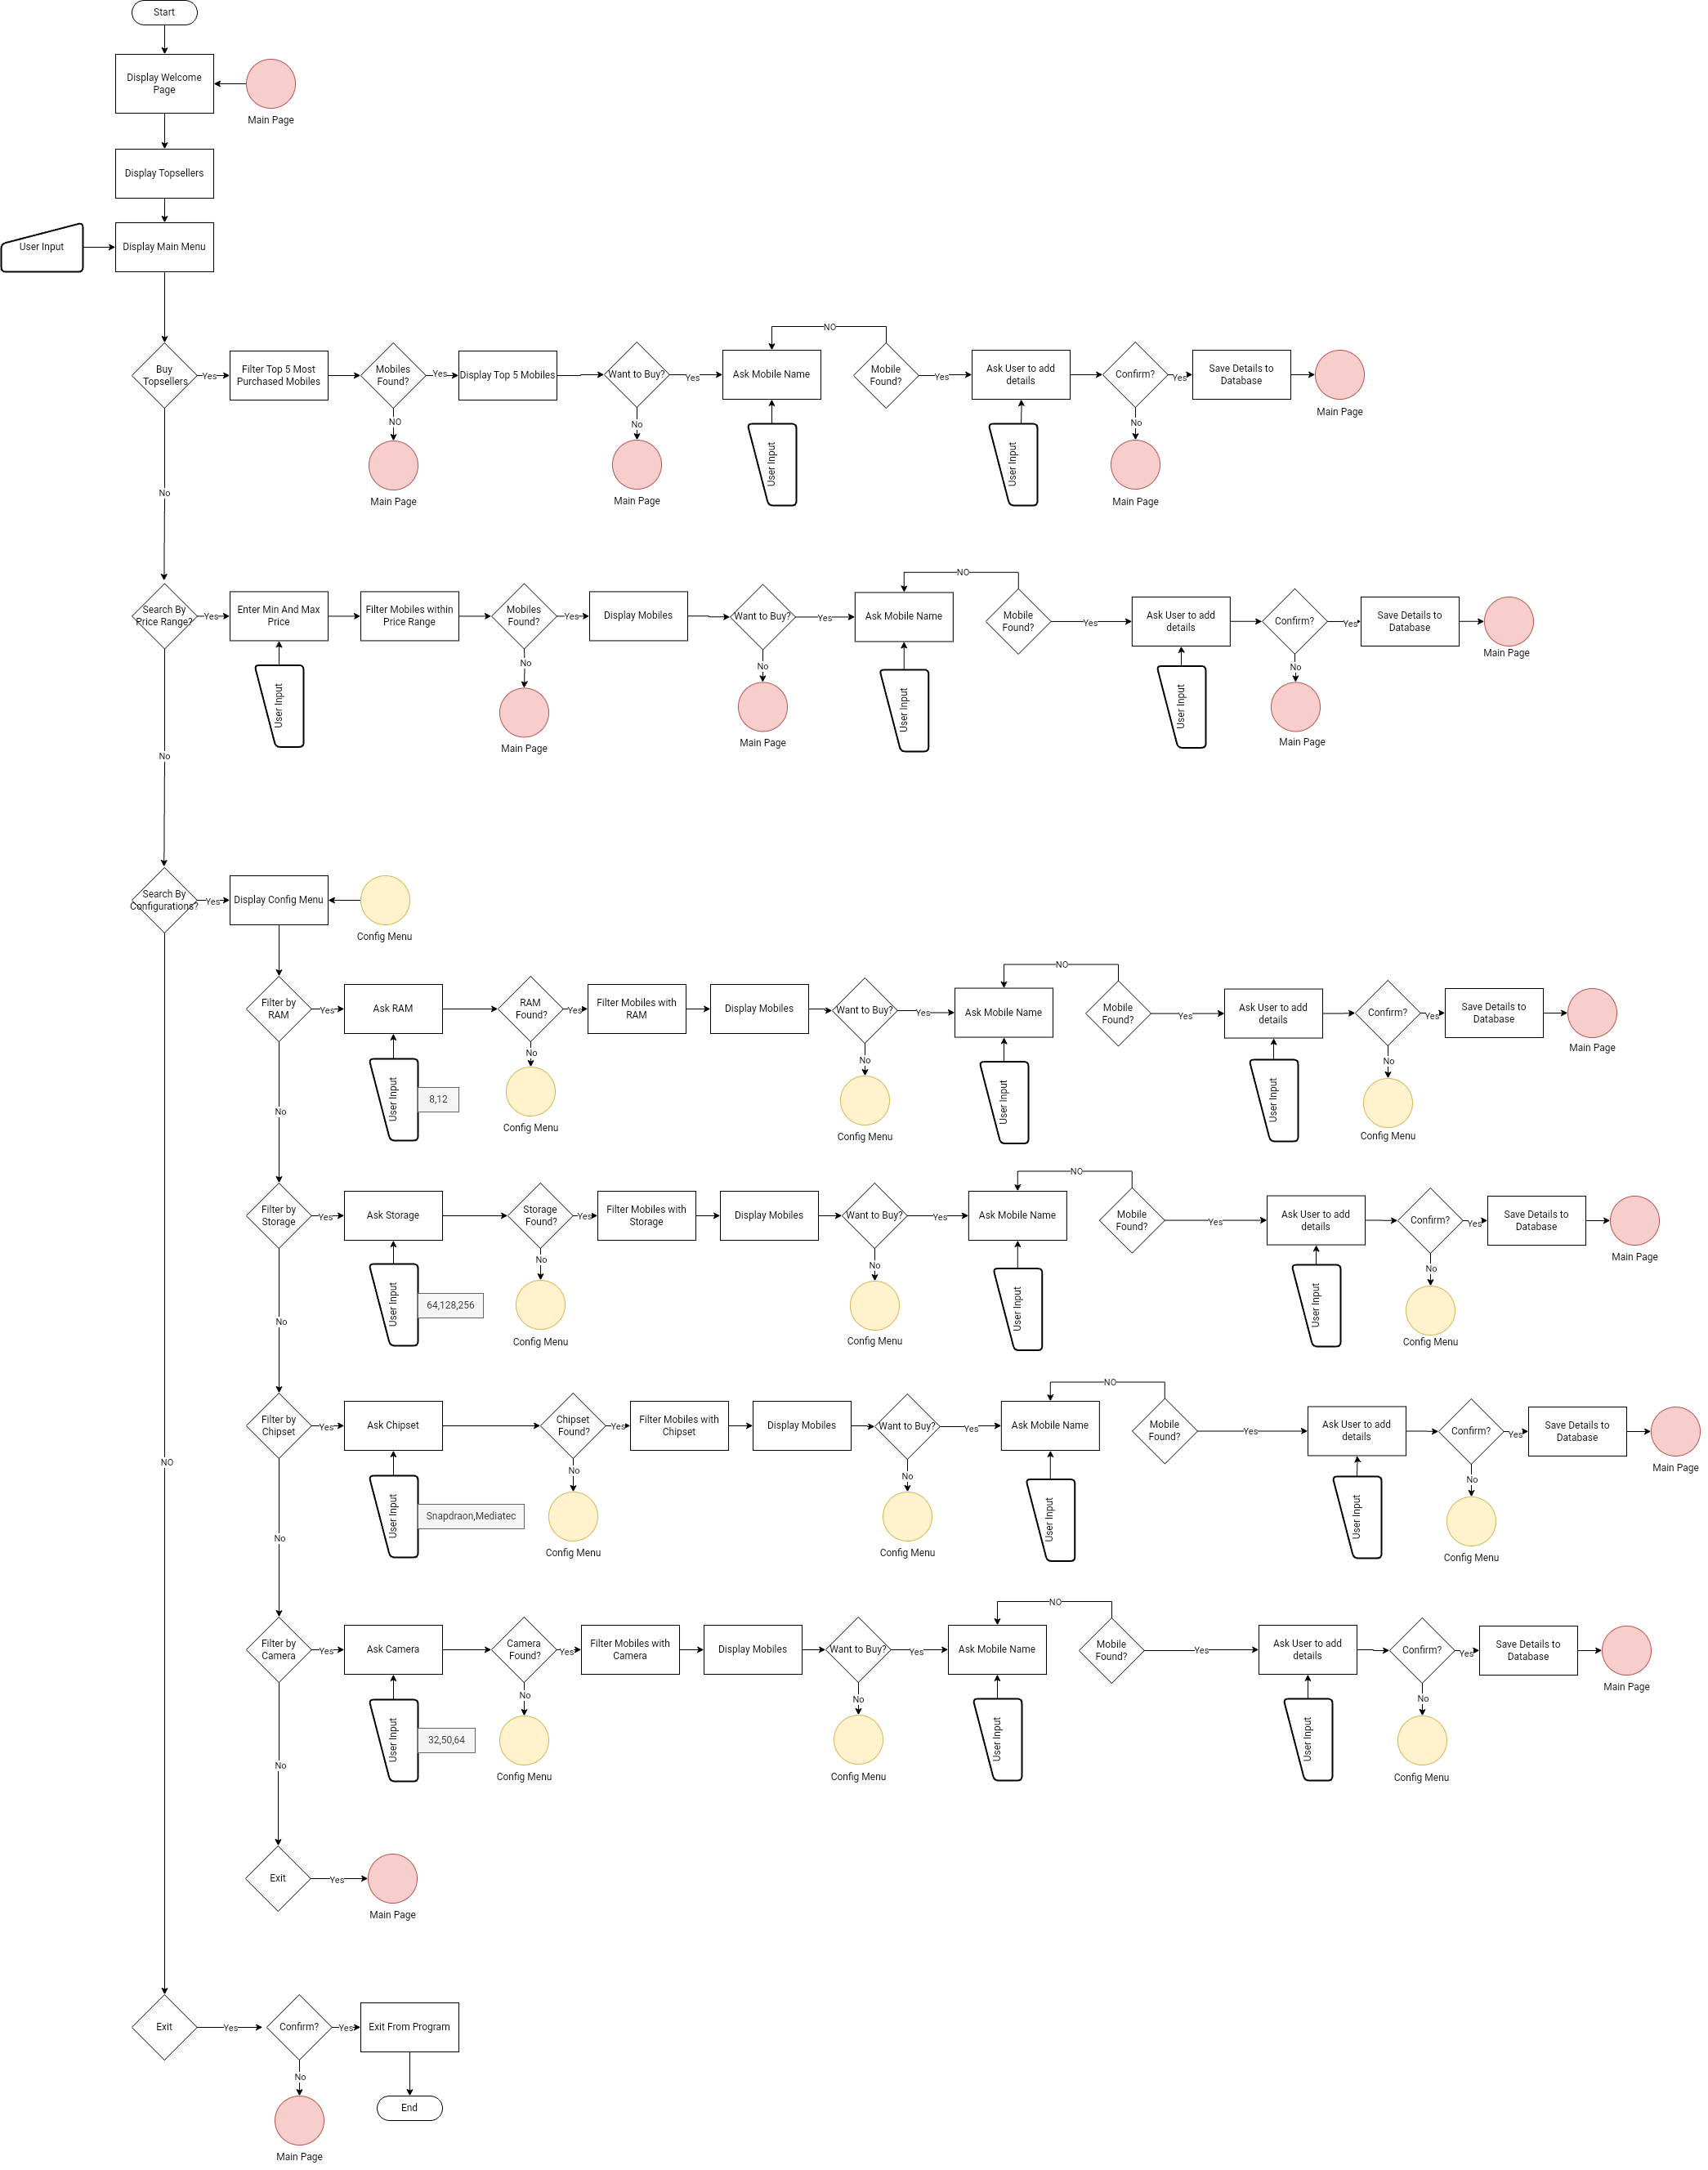 Start
Display Welcome
Page
Main Page
Display Topsellers
User Input
Display Main Menu
Buy
Topsellers
Yes
Filter Top 5 Most
Purchased Mobiles
Mobiles
Found?
Yes
Display Top 5 Mobiles
Want to Buy?
Yes
Ask Mobile Name
NO
Mobile
Found?
Yes
Ask User to add
details
Confirm?
Yes
Save Details to
Database
Main Page
NO
Main Page
No
Main Page
User Input
User Input
No
Main Page
No
Search By
Price Range?
Yes
Enter Min And Max
Price
Filter Mobiles within
Price Range
Mobiles
Found?
Yes
Display Mobiles
Want to Buy?
Yes
Ask Mobile Name
NO
Mobile
Found?
Yes
Ask User to add
details
Confirm?
Yes
Save Details to
Database
Main Page
User Input
No
Main Page
No
Main Page
User Input
User Input
No
Main Page
No
Search By
Configurations?
Yes
Display Config Menu
Config Menu
Filter by
RAM
Yes
Ask RAM
RAM
Found?
Yes
Filter Mobiles with
RAM
Display Mobiles
Want to Buy?
Yes
Ask Mobile Name
NO
Mobile
Found?
Yes
Ask User to add
details
Confirm?
Yes
Save Details to
Database
Main Page
User Input
8,12
No
Config Menu
No
Config Menu
User Input
User Input
No
Config Menu
No
Filter by
Storage
Yes
Ask Storage
Storage
Found?
Yes
Filter Mobiles with
Storage
Display Mobiles
Want to Buy?
Yes
Ask Mobile Name
NO
Mobile
Found?
Yes
Ask User to add
details
Confirm?
Yes
Save Details to
Database
Main Page
User Input
64,128,256
No
Config Menu
No
Config Menu
User Input
User Input
No
Config Menu
No
Filter by
Chipset
Yes
Ask Chipset
Chipset
Found?
Yes
Filter Mobiles with
Chipset
Display Mobiles
Want to Buy?
Yes
Ask Mobile Name
NO
Mobile
Found?
Yes
Ask User to add
details
Confirm?
Yes
Save Details to
Database
Main Page
User Input
Snapdraon,Mediatec
No
Config Menu
No
Config Menu
User Input
User Input
No
Config Menu
NO
No
Filter by
Camera
Yes
Ask Camera
Camera
Found?
Yes
Filter Mobiles with
Camera
Display Mobiles
Want to Buy?
Yes
Ask Mobile Name
NO
Mobile
Found?
Yes
Ask User to add
details
Confirm?
Yes
Save Details to
Database
Main Page
User Input
32,50,64
No
Config Menu
No
Config Menu
User Input
User Input
No
Config Menu
No
Exit
Yes
Main Page
Exit
Yes
Confirm?
Yes
Exit From Program
No
Main Page
End